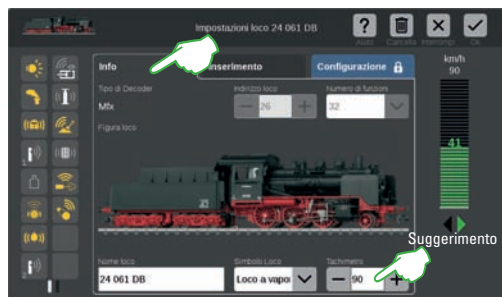 Impostazioni loco 24 061 DB
? Aiuto Cancella Interrompi Ok
Info Inserimento Configurazione
km/h
90
Tipo di Decoder Indirizzo loco Numero di funzioni
Mfx 26 32
Figura loco
41
Suggerimento
Nome loco Simbolo Loco Tachimetro
24 061 DB Loco a vapor 90